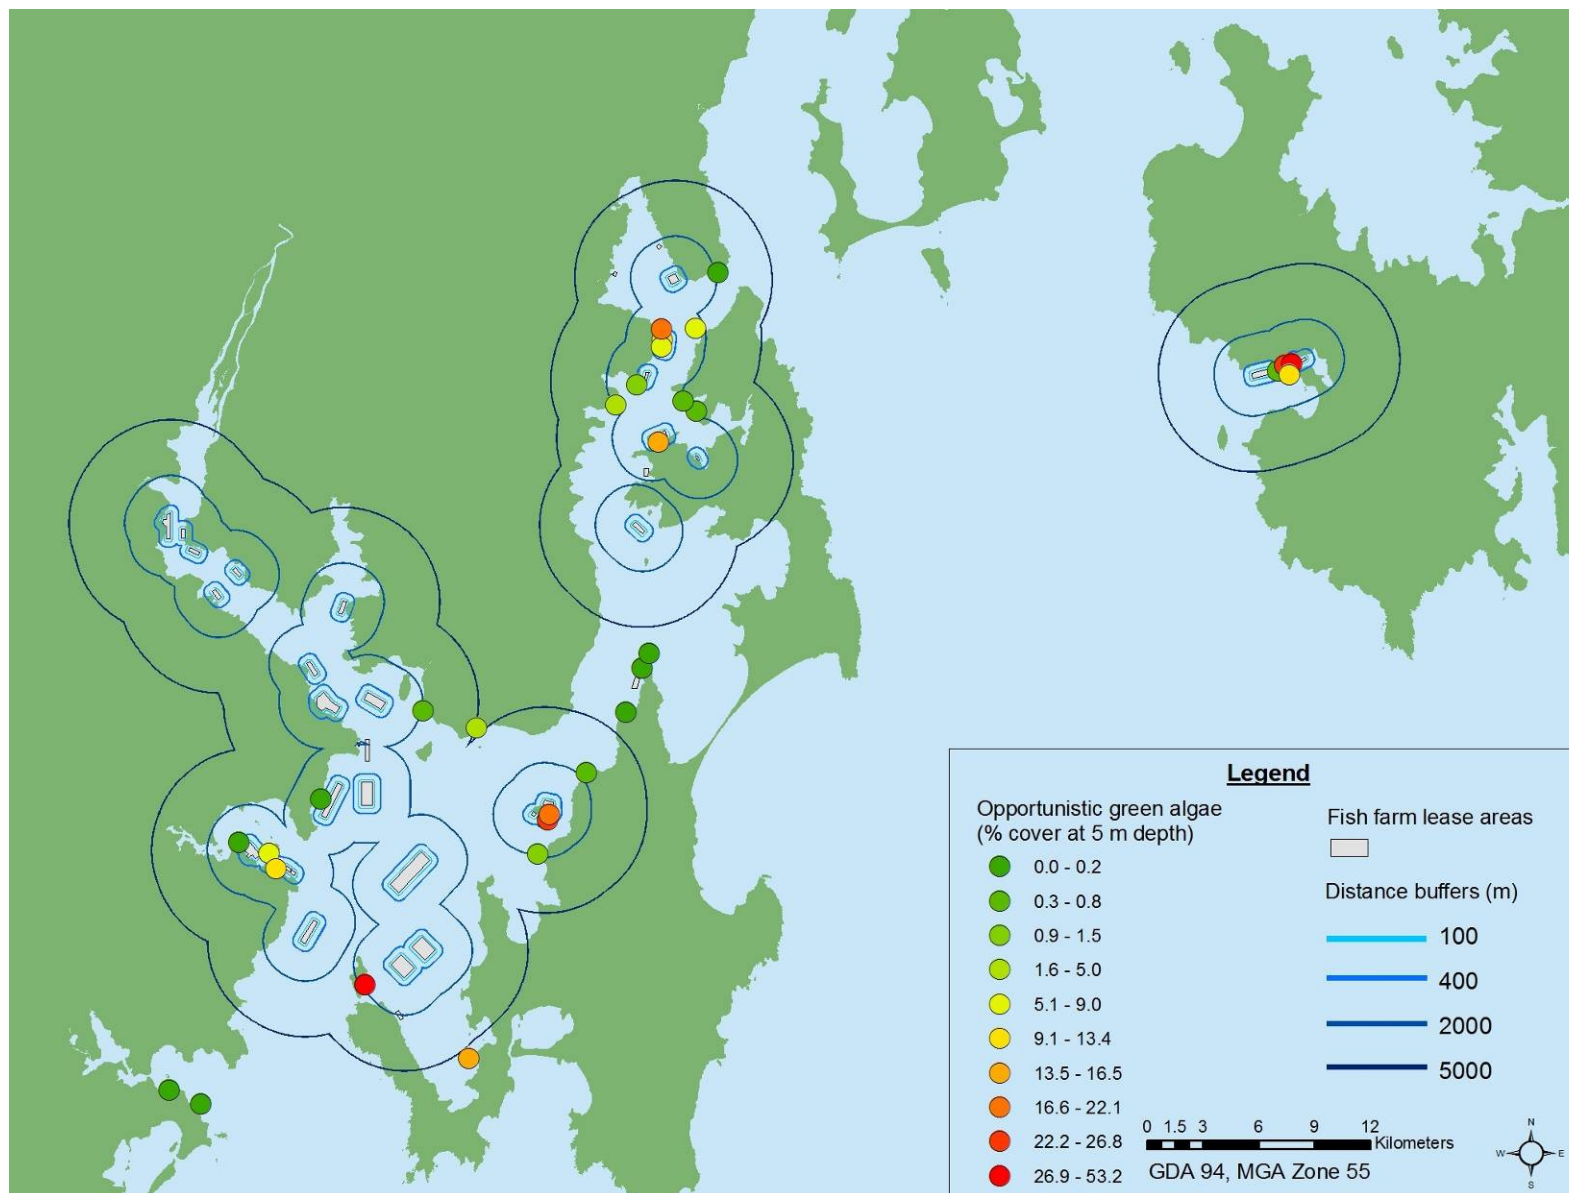 Legend
Opportunistic green algae
(% cover at 5 m depth)
0.0 - 0.2
0.3 - 0.8
0.9 - 1.5
1.6 - 5.0
5.1 - 9.0
9.1 - 13.4
13.5 - 16.5
16.6 - 22.1
22.2 - 26.8
26.9 - 53.2
Fish farm lease areas
Distance buffers (m)
100
400
2000
5000
0 1.5 3 6 9 12
Kilometers
GDA 94, MGA Zone 55
N
W E
S